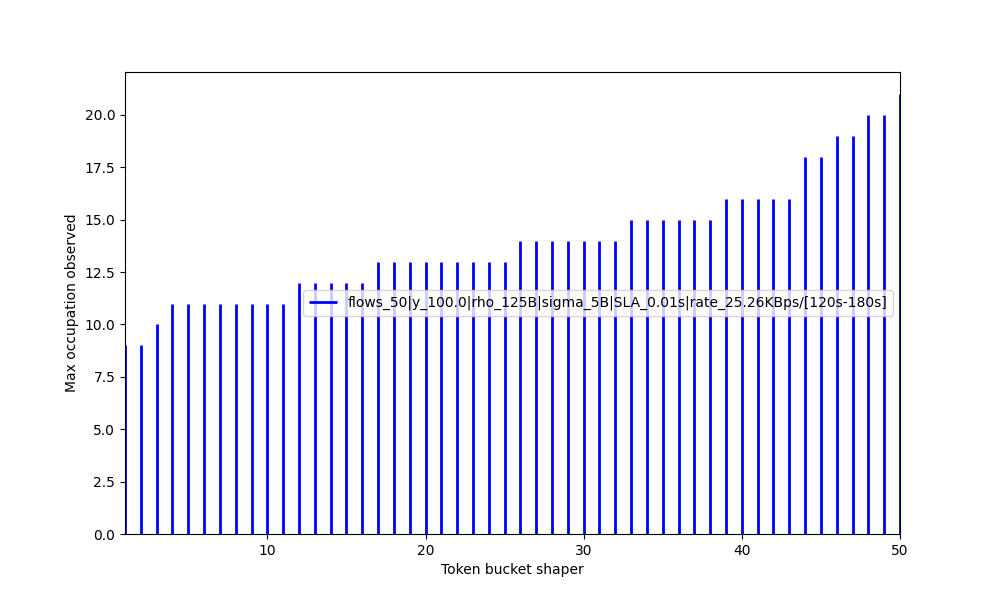 20.0
17.5
15.0
12.5
10.0
7.5
5.0
2.5
0.0
Max occupation observed
flows_50|y_100.0|rho_125B|sigma_5B|SLA_0.01s|rate_25.26KBps/[120s-180s]
10 20 30 40 50
Token bucket shaper